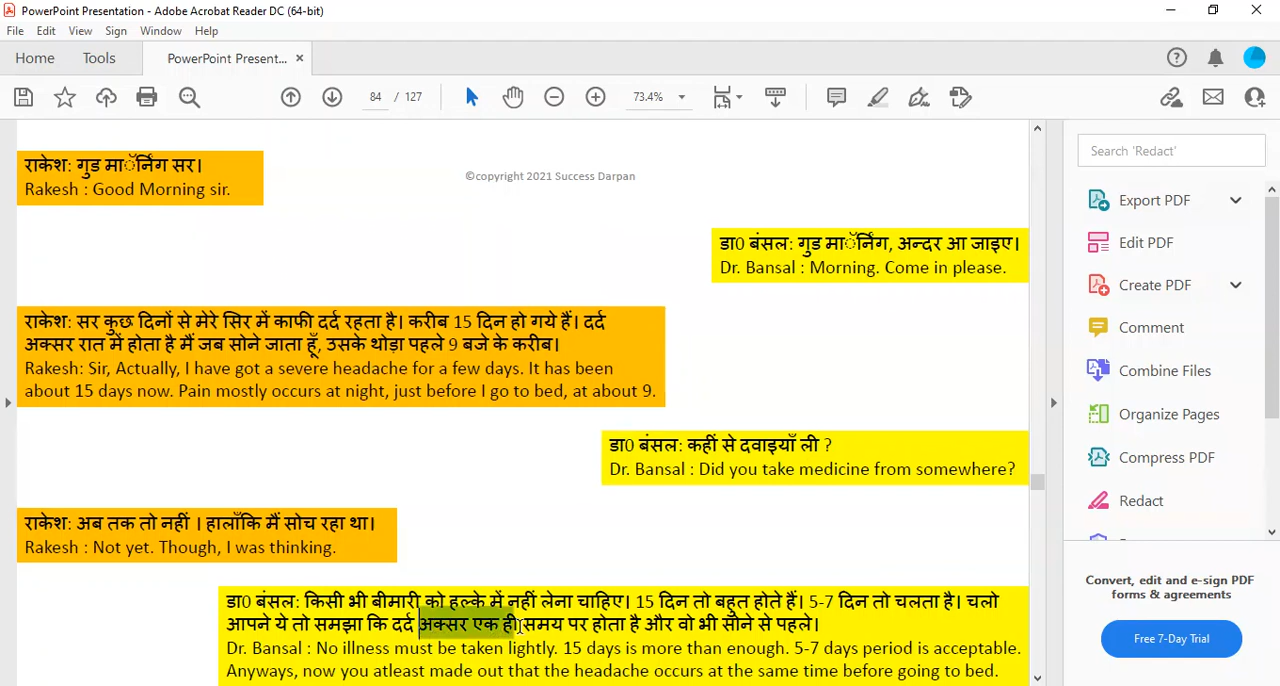 PowerPoint Presentation - Adobe Acrobat Reader DC (64-bit)
File Edit View Sign Window Help
Home Tools PowerPoint Present... ×
84 / 127 73.4%
राकेश: गुड माॅर्निंग सर।
Rakesh : Good Morning sir.
©copyright 2021 Success Darpan
डा0 बंसल: गुड माॅर्निंग, अन्दर आ जाइए।
Dr. Bansal : Morning. Come in please.
राकेश: सर कुछ दिनों से मेरे सिर में काफी दर्द रहता है। करीब 15 दिन हो गये हैं। दर्द
अक्सर रात में होता है मैं जब सोने जाता हूँ, उसके थोड़ा पहले 9 बजे के करीब।
Rakesh: Sir, Actually, I have got a severe headache for a few days. It has been
about 15 days now. Pain mostly occurs at night, just before I go to bed, at about 9.
डा0 बंसल: कहीं से दवाइयाँ ली ?
Dr. Bansal : Did you take medicine from somewhere?
राकेश: अब तक तो नहीं । हालाँकि मैं सोच रहा था।
Rakesh : Not yet. Though, I was thinking.
डा0 बंसल: किसी भी बीमारी को हल्के में नहीं लेना चाहिए। 15 दिन तो बहुत होते हैं। 5-7 दिन तो चलता है। चलो
आपने ये तो समझा कि दर्द अक्सर एक ही समय पर होता है और वो भी सोने से पहले।
Dr. Bansal : No illness must be taken lightly. 15 days is more than enough. 5-7 days period is acceptable.
Anyways, now you atleast made out that the headache occurs at the same time before going to bed.
Search 'Redact'
Export PDF
Edit PDF
Create PDF
Comment
Combine Files
Organize Pages
Compress PDF
Redact
Convert, edit and e-sign PDF
forms & agreements
Free 7-Day Trial